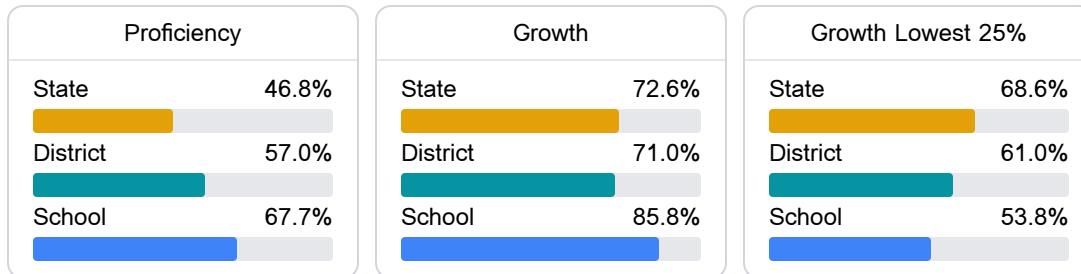 Proficiency
State 46.8%
District 57.0%
School 67.7%
Growth
State 72.6%
District 71.0%
School 85.8%
Growth Lowest 25%
State 68.6%
District 61.0%
School 53.8%